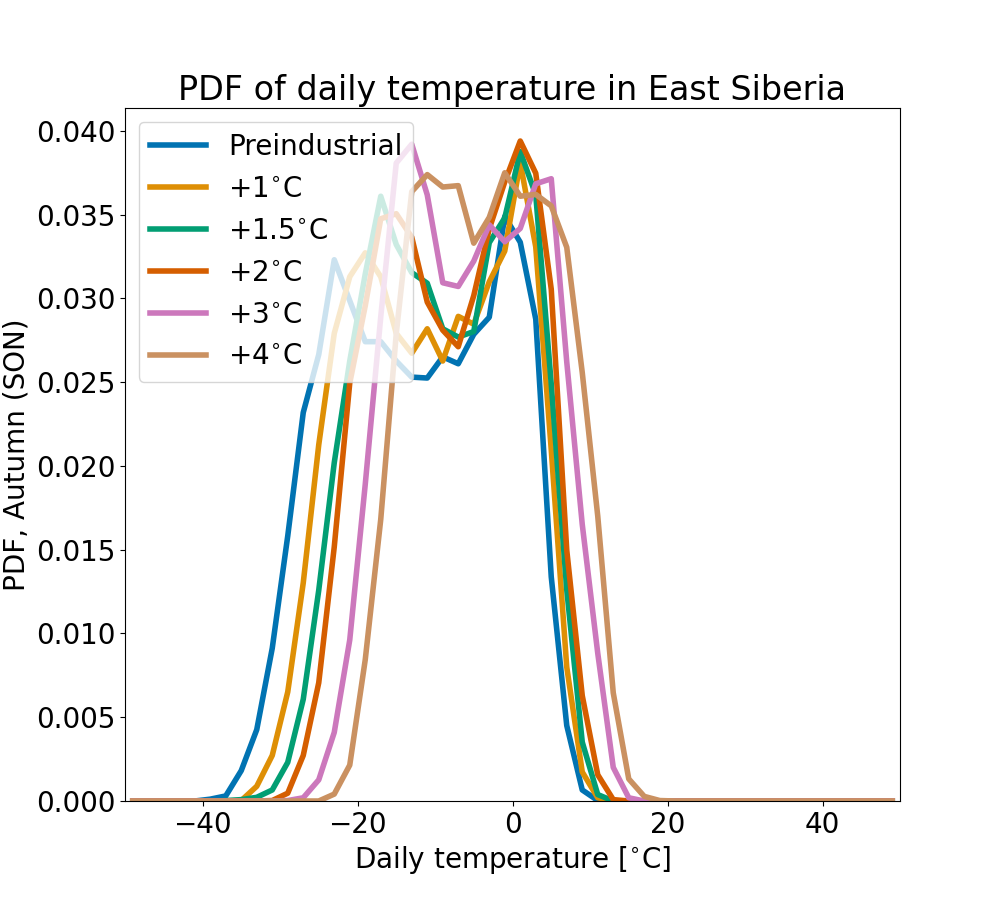 PDF of daily temperature in East Siberia
PDF, Autumn (SON)
0.040
0.035
0.030
0.025
0.020
0.015
0.010
0.005
0.000
Preindustrial
+1°C
+1.5°C
+2°C
+3°C
+4°C
−40 −20 0 20 40
Daily temperature [°C]